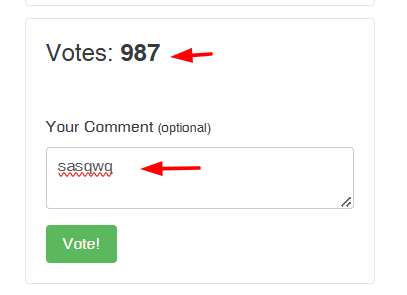 Votes: 987
Your Comment (optional)
sasqwq
Vote!